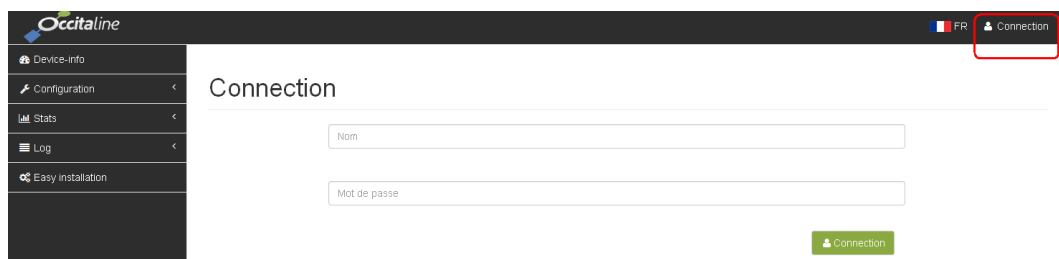 Occitaline
FR
Connection
Device-info
Configuration
Stats
Log
Easy installation
Connection
Nom
Mot de passe
Connection